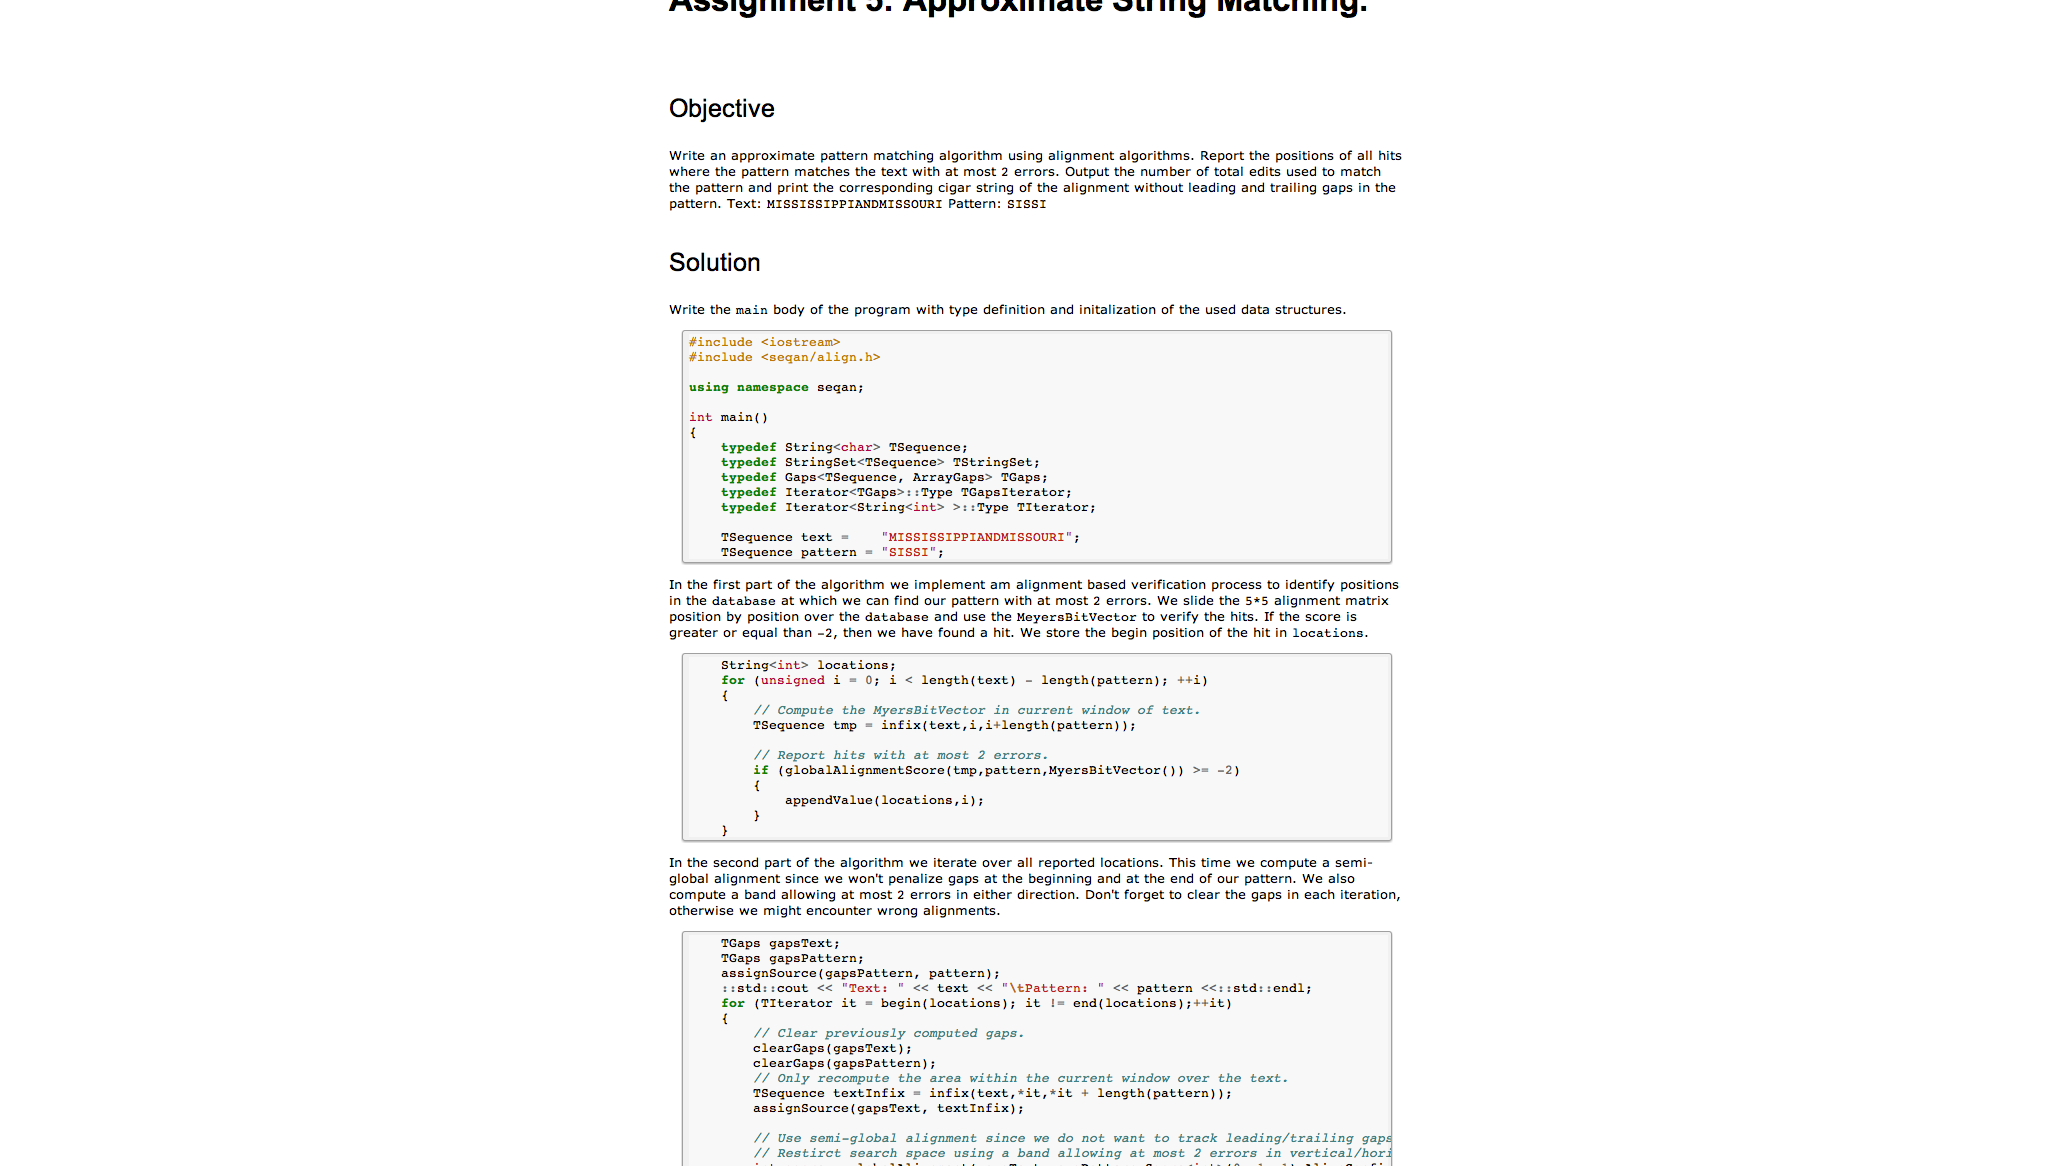 Assignment 5: Approximate String Matching.
Objective
Write an approximate pattern matching algorithm using alignment algorithms. Report the positions of all hits
where the pattern matches the text with at most 2 errors. Output the number of total edits used to match
the pattern and print the corresponding cigar string of the alignment without leading and trailing gaps in the
pattern. Text: MISSISSIPPIANDMISSOURI Pattern: SISSI
Solution
Write the main body of the program with type definition and initalization of the used data structures.
#include <iostream>
#include <seqan/align.h>
using namespace seqan;
int main()
{
typedef String<char> TSequence;
typedef StringSet<TSequence> TStringSet;
typedef Gaps<TSequence, ArrayGaps> TGaps;
typedef Iterator<TGaps>::Type TGapsIterator;
typedef Iterator<String<int> >::Type TIterator;
TSequence text =    "MISSISSIPPIANDMISSOURI";
TSequence pattern = "SISSI";
In the first part of the algorithm we implement am alignment based verification process to identify positions
in the database at which we can find our pattern with at most 2 errors. We slide the 5*5 alignment matrix
position by position over the database and use the MeyersBitVector to verify the hits. If the score is
greater or equal than -2, then we have found a hit. We store the begin position of the hit in locations.
String<int> locations;
for (unsigned i = 0; i < length(text) - length(pattern); ++i)
{
// Compute the MyersBitVector in current window of text.
TSequence tmp = infix(text,i,i+length(pattern));
// Report hits with at most 2 errors.
if (globalAlignmentScore(tmp,pattern,MyersBitVector()) >= -2)
{
appendValue(locations,i);
}
}
In the second part of the algorithm we iterate over all reported locations. This time we compute a semi-
global alignment since we won't penalize gaps at the beginning and at the end of our pattern. We also
compute a band allowing at most 2 errors in either direction. Don't forget to clear the gaps in each iteration,
otherwise we might encounter wrong alignments.
TGaps gapsText;
TGaps gapsPattern;
assignSource(gapsPattern, pattern);
::std::cout << "Text: " << text << "\tPattern: " << pattern <<::std::endl;
for (TIterator it = begin(locations); it != end(locations);++it)
{
// Clear previously computed gaps.
clearGaps(gapsText);
clearGaps(gapsPattern);
// Only recompute the area within the current window over the text.
TSequence textInfix = infix(text,*it,*it + length(pattern));
assignSource(gapsText, textInfix);
// Use semi-global alignment since we do not want to track leading/trailing gaps
// Restirct search space using a band allowing at most 2 errors in vertical/hori